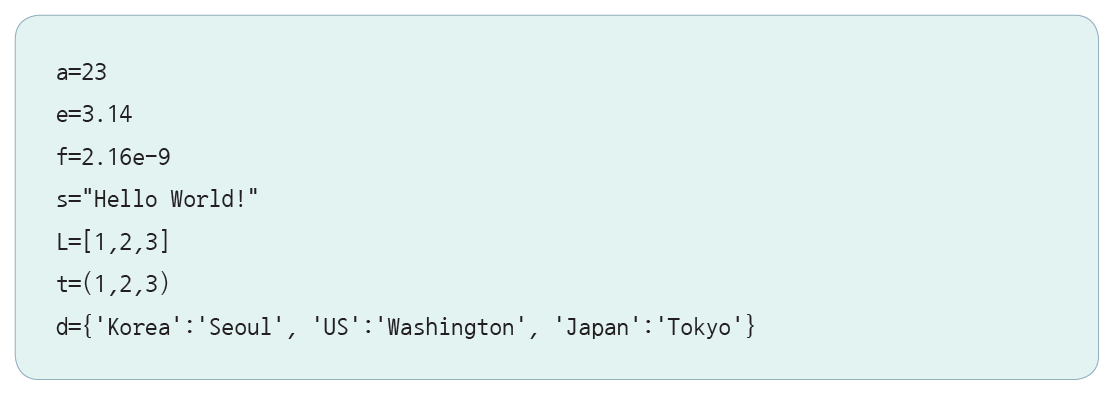 a=23
e=3.14
f=2.16e-9
s="Hello World!"
L=[1,2,3]
t=(1,2,3)
d={'Korea':'Seoul', 'US':'Washington', 'Japan':'Tokyo'}